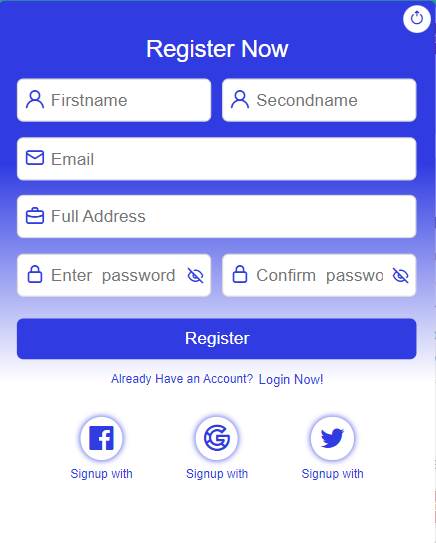 Register Now
Firstname Secondname
Email
Full Address
Enter password Confirm passwo
Register
Already Have an Account? Login Now!
Signup with Signup with Signup with